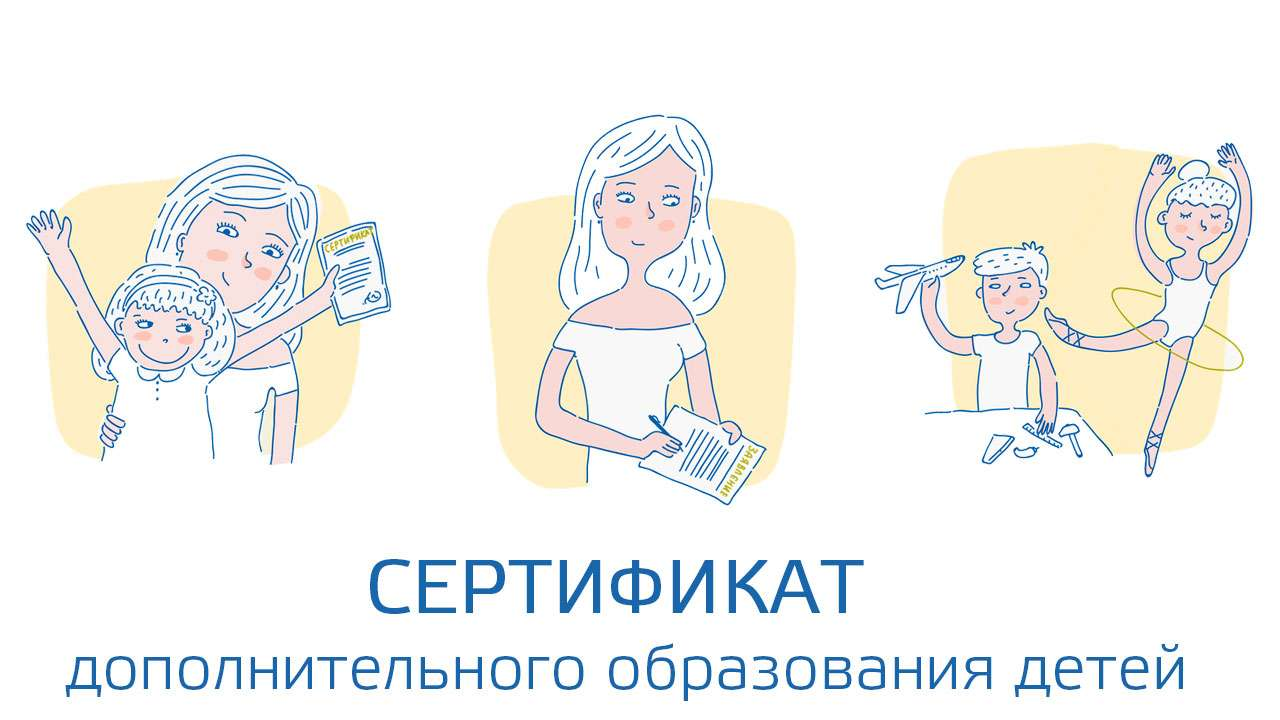 СЕРТИФИКАТ
ЗАЯВЛЕНИЕ
СЕРТИФИКАТ
дополнительного образования детей